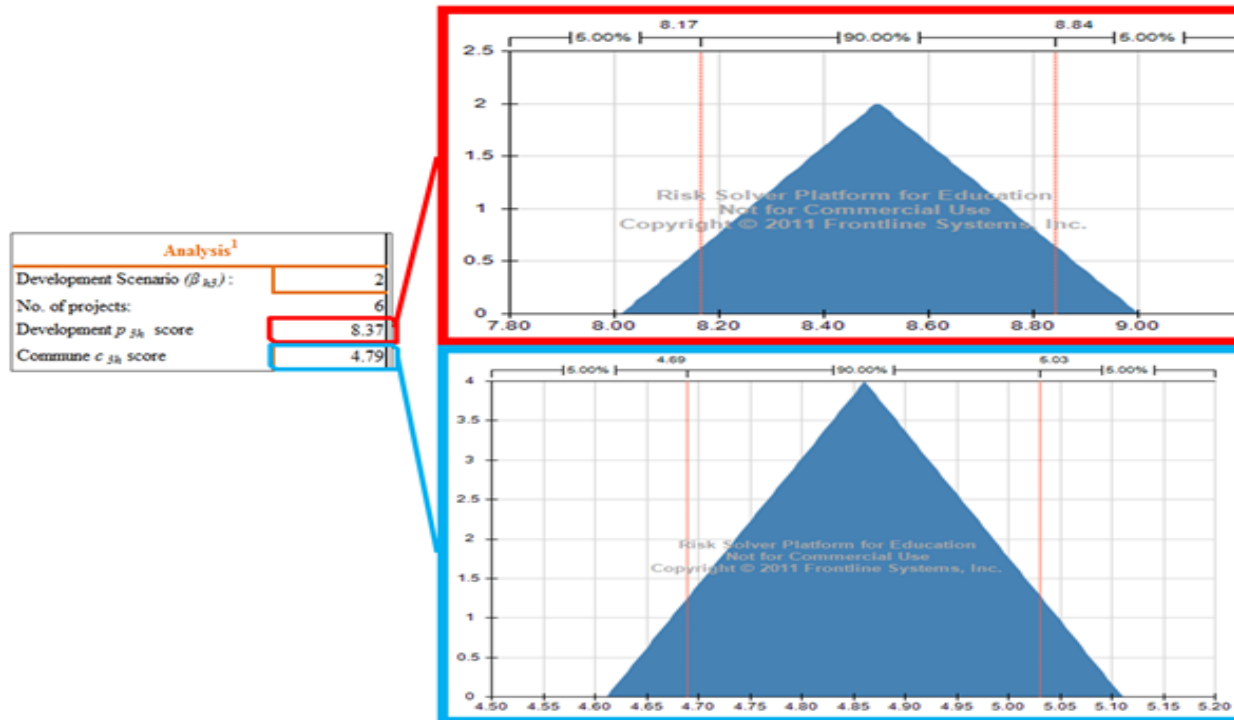 Analysis1
Development Scenario (β h5) : 2
No. of projects: 6
Development p 5h score 8.37
Commune c 5h score 4.79
8.17 8.84
5.00% 90.00% 5.00%
2.5
2
1.5
1
0.5
0
7.80 8.00 8.20 8.40 8.60 8.80 9.00
Risk Solver Platform for Education
Not for Commercial Use
Copyright © 2011 Frontline Systems, Inc.
4.69 5.03
5.00% 90.00% 5.00%
4
3.5
3
2.5
2
1.5
1
0.5
0
4.50 4.55 4.60 4.65 4.70 4.75 4.80 4.85 4.90 4.95 5.00 5.05 5.10 5.15 5.20
Risk Solver Platform for Education
Not for Commercial Use
Copyright © 2011 Frontline Systems, Inc.